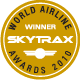 WORLD AIRLINE
WINNER
SKYTRAX
AWARDS 2010